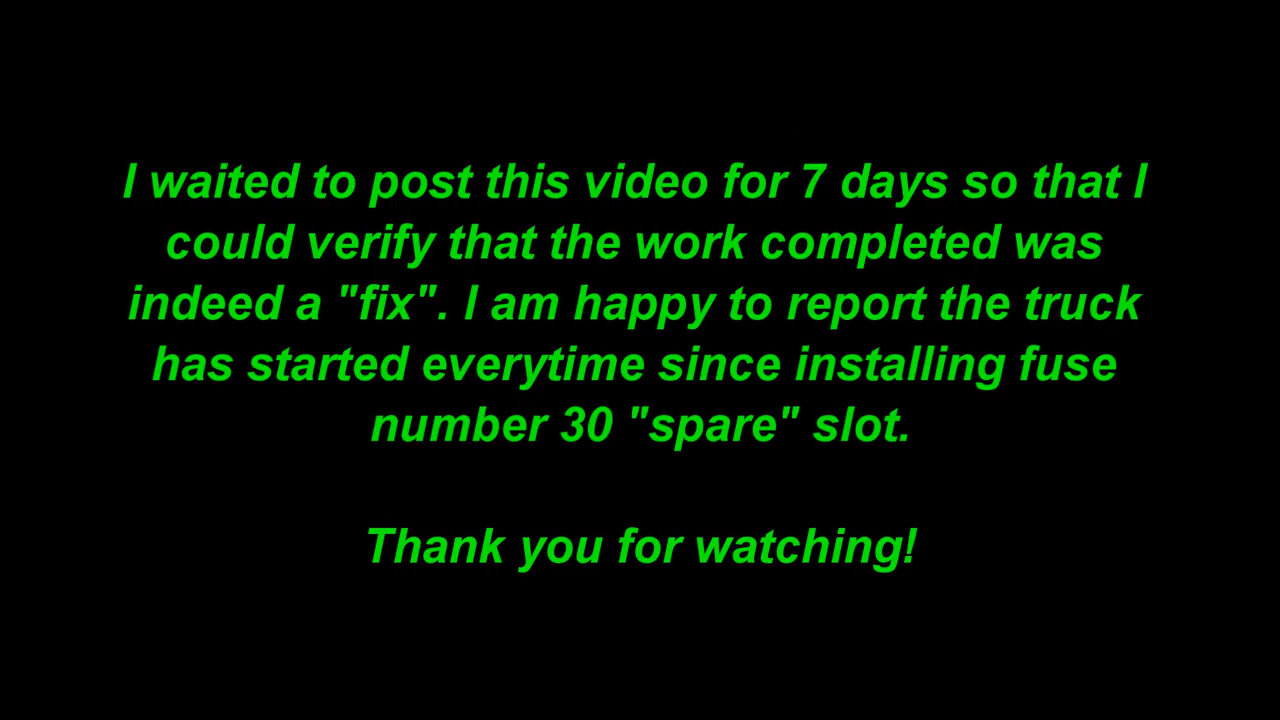 I waited to post this video for 7 days so that I
could verify that the work completed was
indeed a "fix". I am happy to report the truck
has started everytime since installing fuse
number 30 "spare" slot.
Thank you for watching!